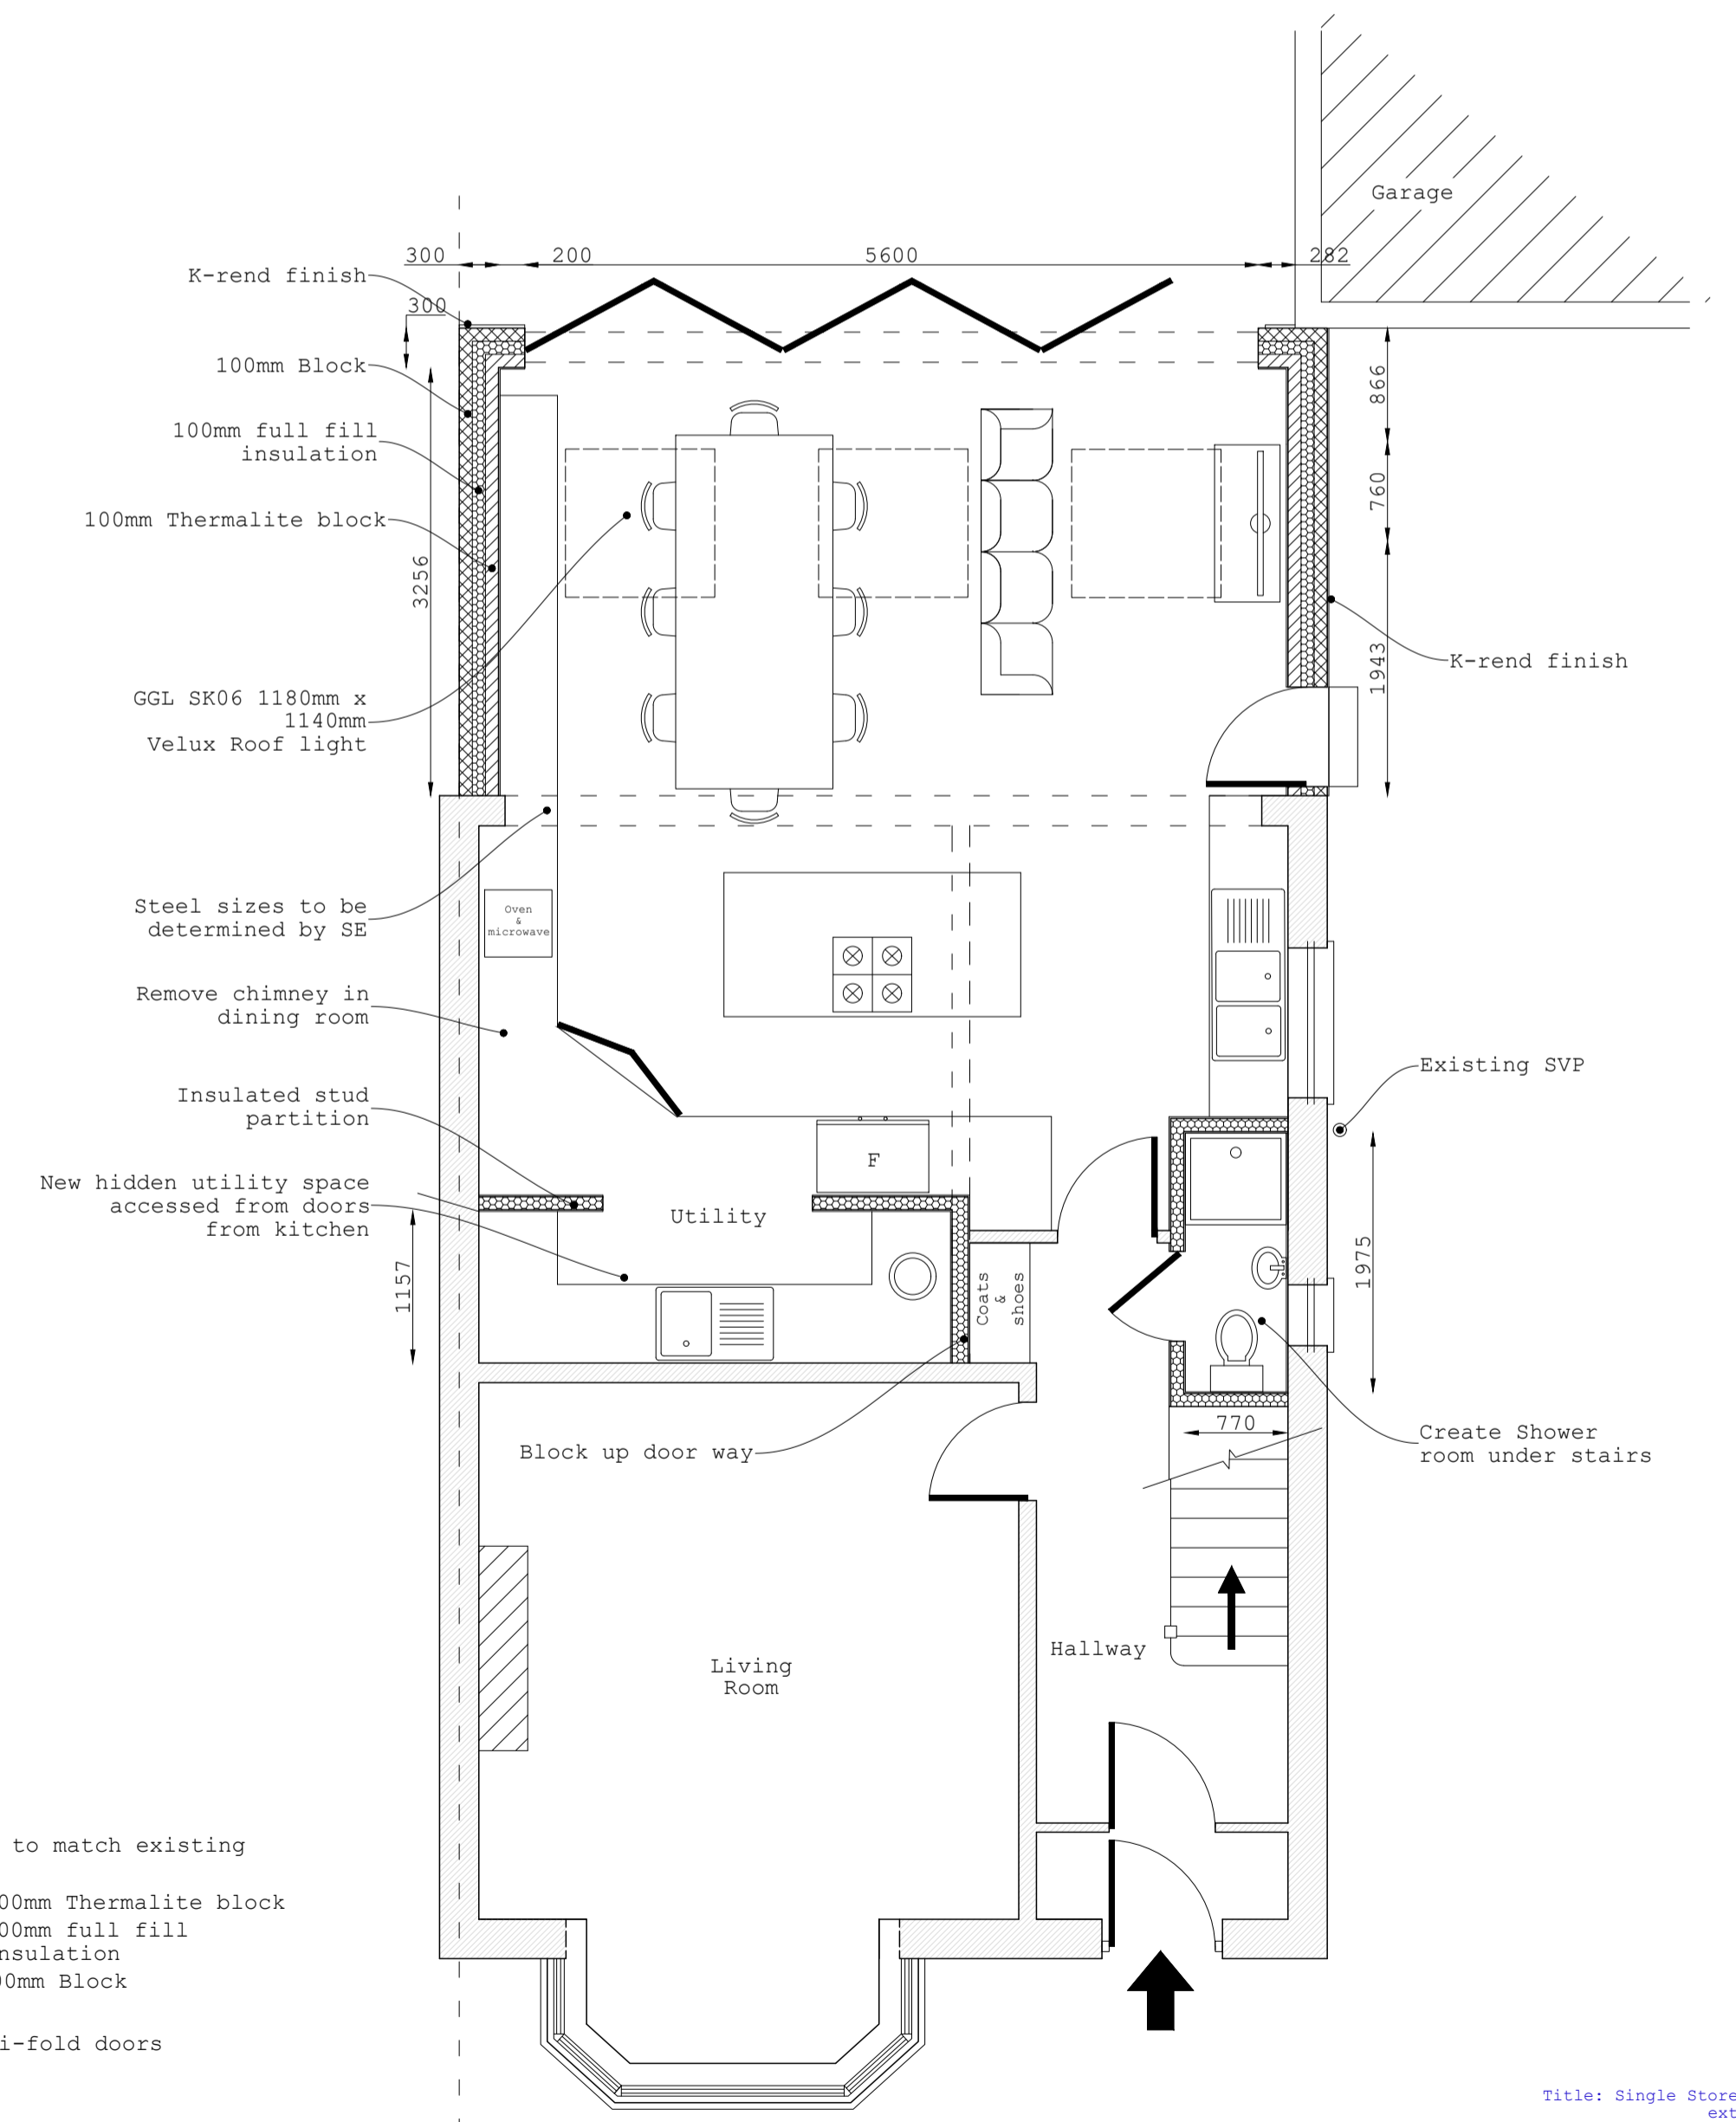 Garage
300
200
5600
282
K-rend finish
300
100mm Block
866
100mm full fill
insulation
760
100mm Thermalite block
3256
1943
K-rend finish
GGL SK06 1180mm x
1140mm
Velux Roof light
Steel sizes to be
determined by SE
Oven
&
microwave
Remove chimney in
dining room
Existing SVP
Insulated stud
partition
F
New hidden utility space
accessed from doors
from kitchen
Utility
1157
Coats
&
shoes
1975
770
Create Shower
room under stairs
Block up door way
Hallway
Living
Room
to match existing
00mm Thermalite block
00mm full fill
nsulation
00mm Block
i-fold doors
Title: Single Store
ext